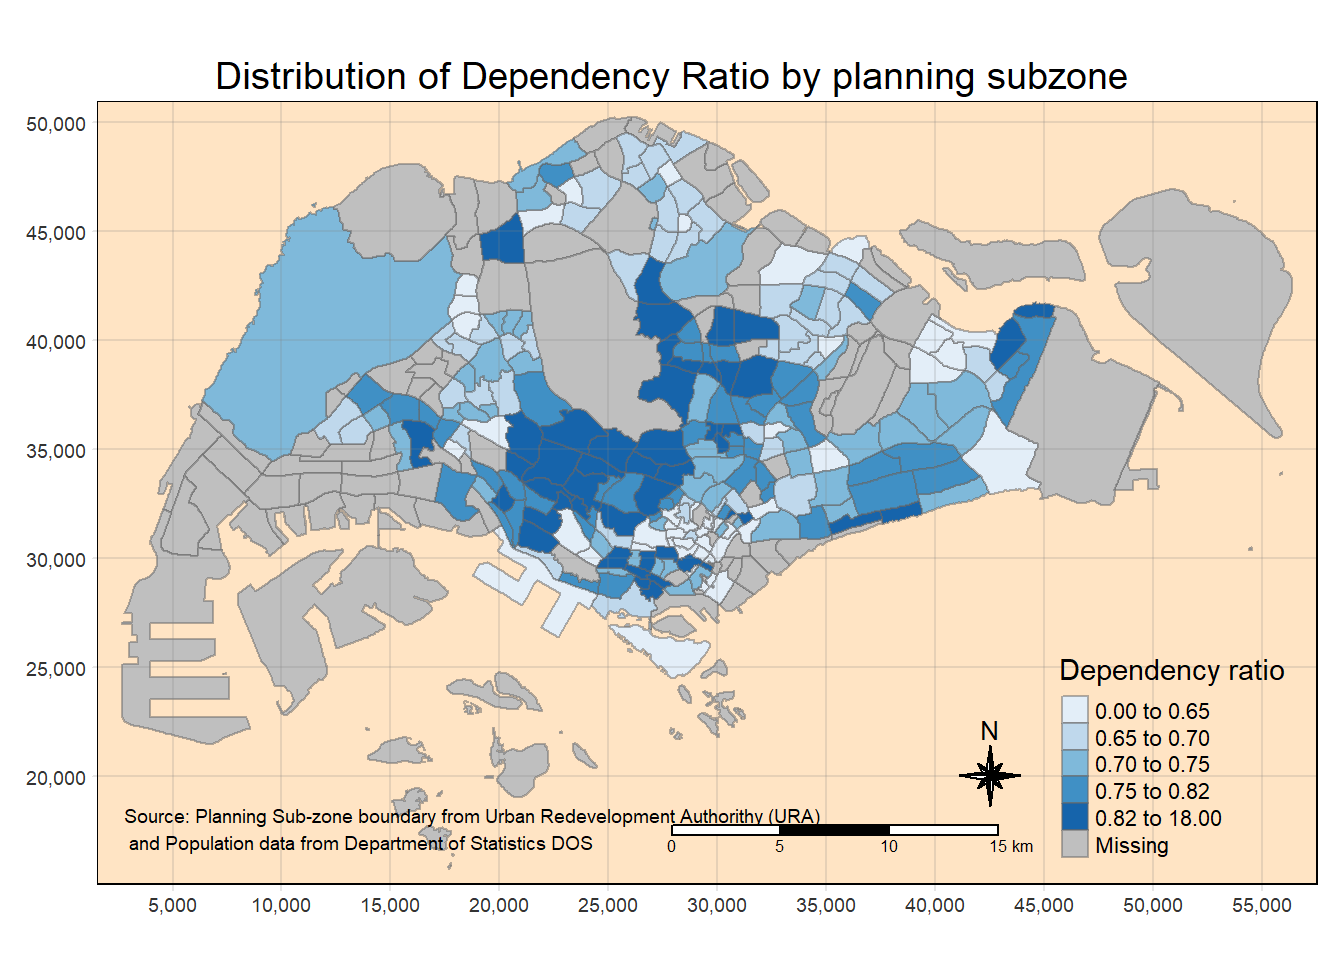 Distribution of Dependency Ratio by planning subzone
50,000
45,000
40,000
35,000
30,000
25,000
20,000
Dependency ratio
0.00 to 0.65
0.65 to 0.70
0.70 to 0.75
0.75 to 0.82
0.82 to 18.00
Missing
N
Source: Planning Sub-zone boundary from Urban Redevelopment Authorithy (URA)
and Population data from Department of Statistics DOS
0 5 10 15 km
5,000 10,000 15,000 20,000 25,000 30,000 35,000 40,000 45,000 50,000 55,000